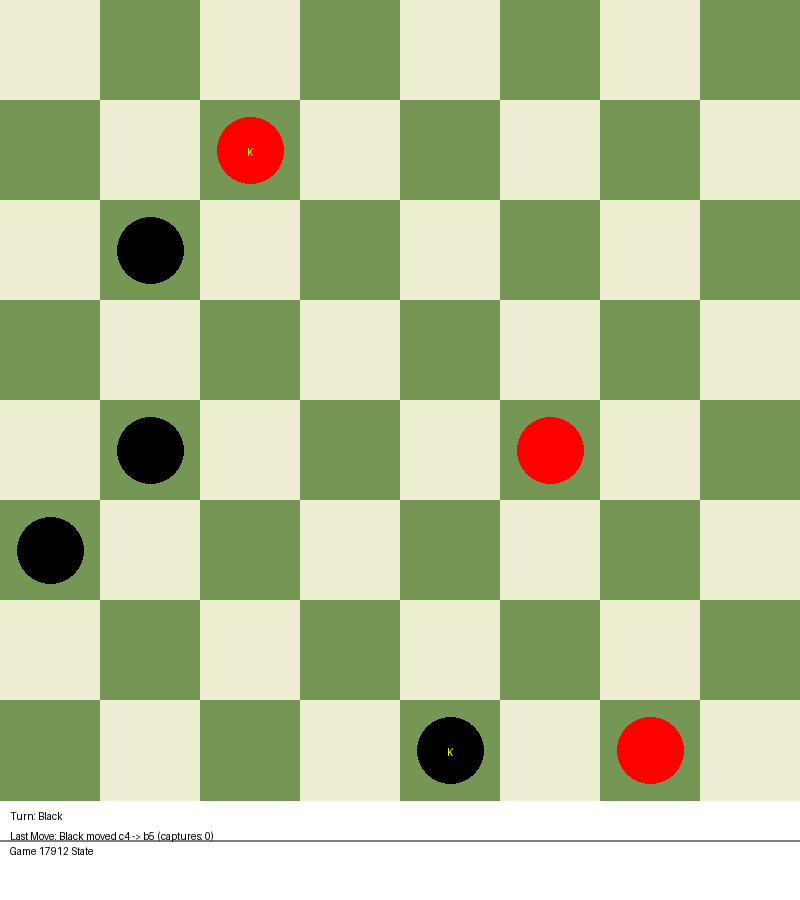 K
K
Turn: Black
Last Move: Black moved c4 -> b5 (captures: 0)
Game 17912 State